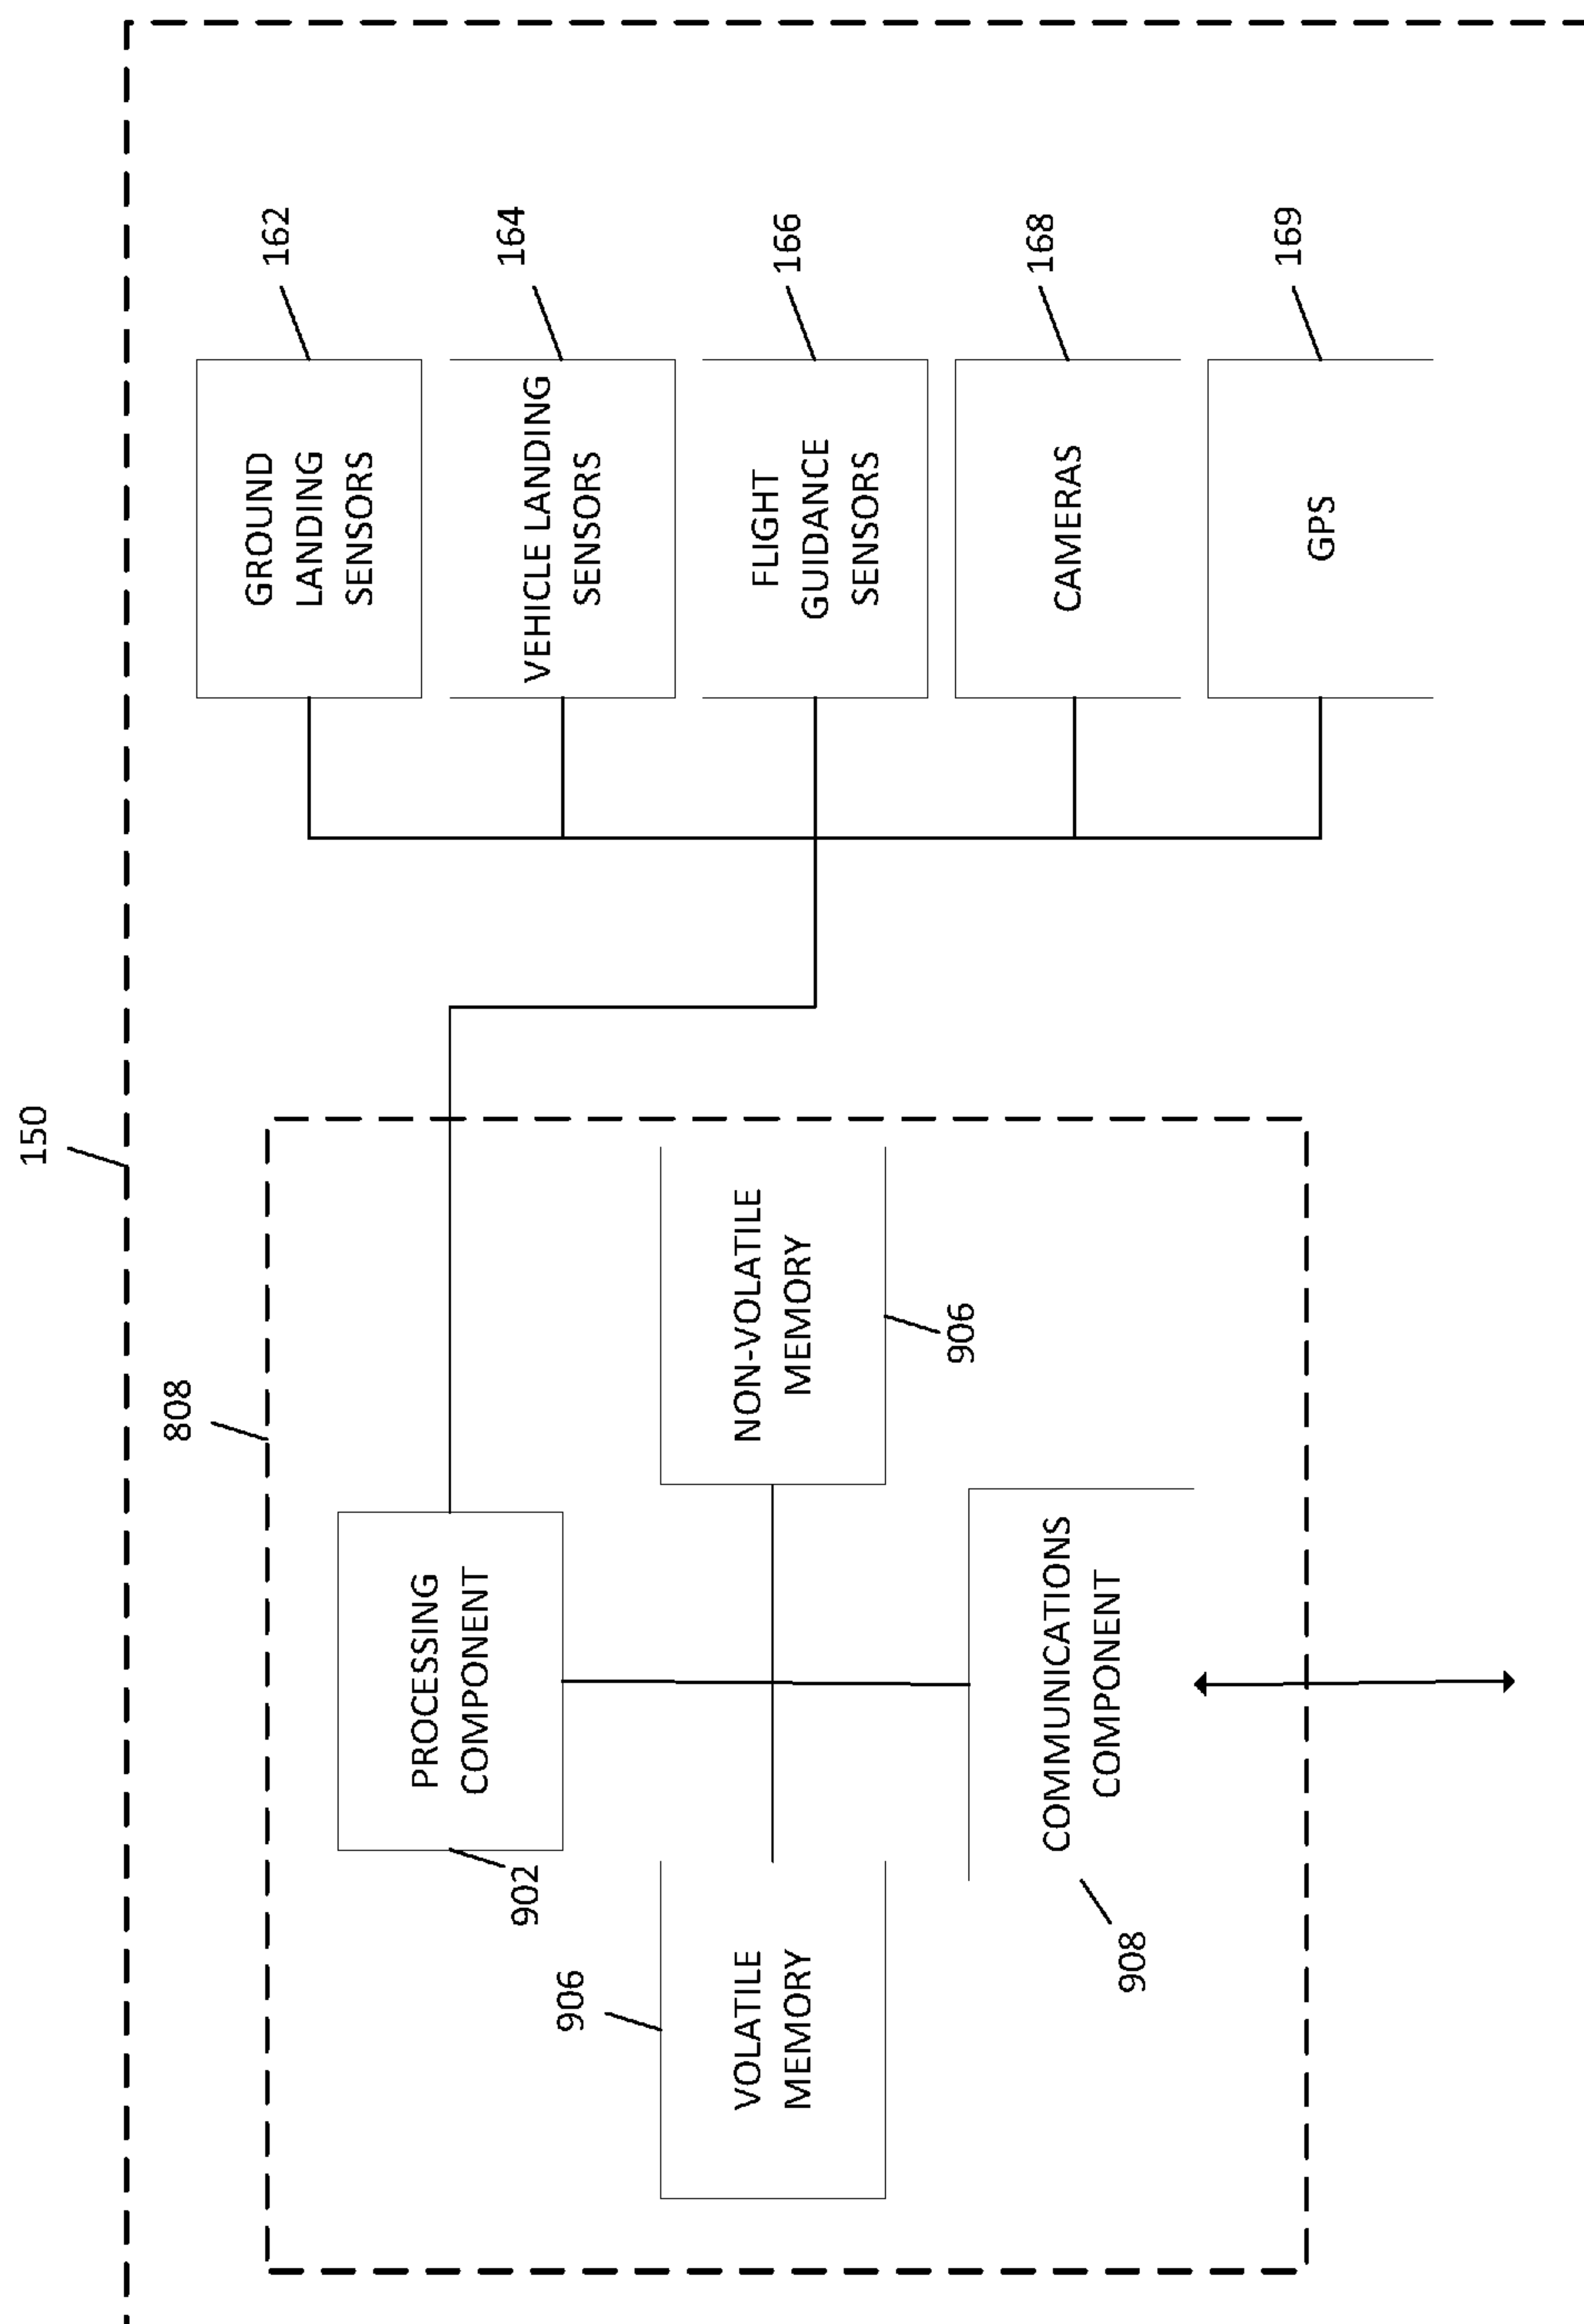 150
808
PROCESSING
COMPONENT
902
906
VOLATILE
MEMORY
NON-VOLATILE
MEMORY
906
COMMUNICATIONS
COMPONENT
908
GROUND
LANDING
SENSORS
162
VEHICLE LANDING
SENSORS
164
FLIGHT
GUIDANCE
SENSORS
166
CAMERAS
168
GPS
169